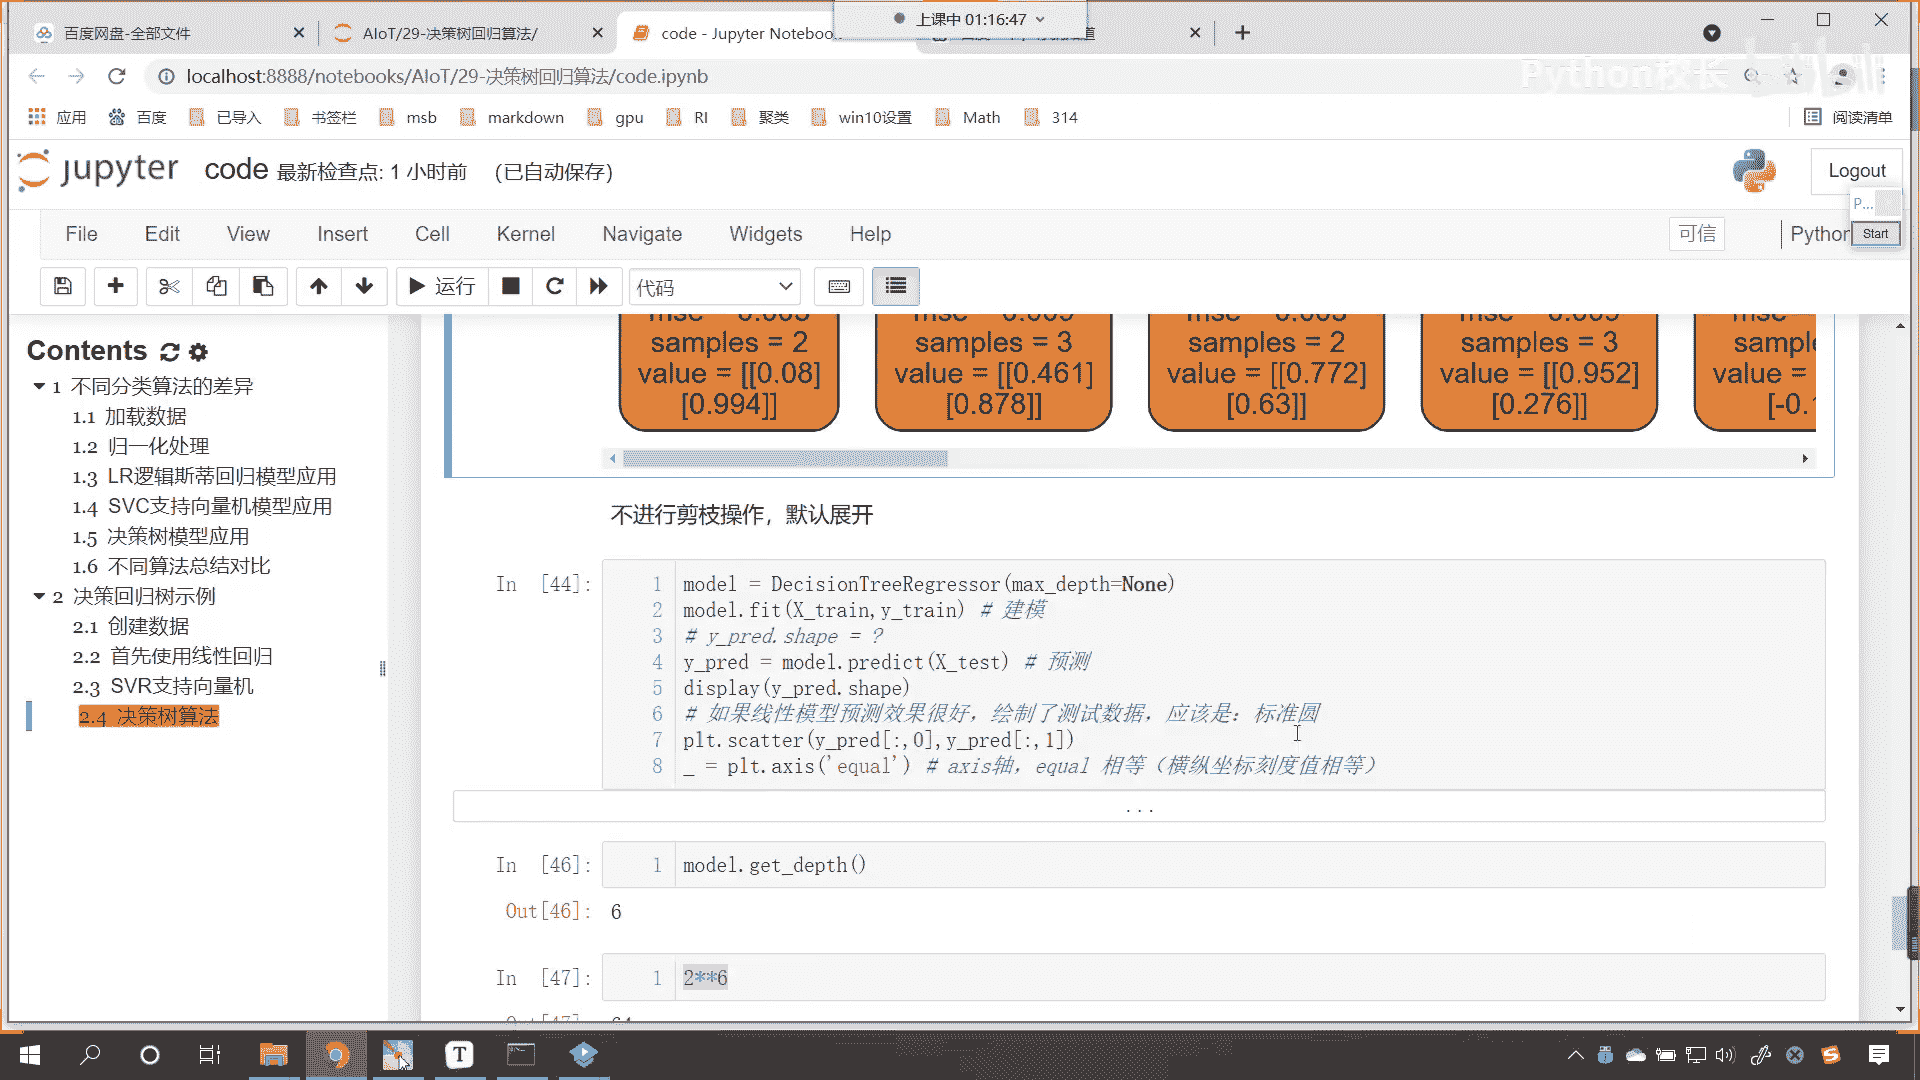 百度网盘-全部文件
AIoT/29-决策树回归算法/
code - Jupyter Noteboo
上课中 01:16:47
localhost:8888/notebooks/AIoT/29-决策树回归算法/code.ipynb
Python校长
应用
百度
已导入
书签栏
msb
markdown
gpu
RI
聚类
win10设置
Math
314
阅读清单
jupyter
code 最新检查点: 1 小时前 (已自动保存)
Logout
P...
Start
File
Edit
View
Insert
Cell
Kernel
Navigate
Widgets
Help
可信
Python
运行
代码
Contents
1 不同分类算法的差异
1.1 加载数据
1.2 归一化处理
1.3 LR逻辑斯蒂回归模型应用
1.4 SVC支持向量机模型应用
1.5 决策树模型应用
1.6 不同算法总结对比
2 决策回归树示例
2.1 创建数据
2.2 首先使用线性回归
2.3 SVR支持向量机
2.4 决策树算法
samples = 2
value = [[0.08]
[0.994]]
samples = 3
value = [[0.461]
[0.878]]
samples = 2
value = [[0.772]
[0.63]]
samples = 3
value = [[0.952]
[0.276]]
value =
不进行剪枝操作，默认展开
In [44]:
1 model = DecisionTreeRegressor(max_depth=None)
2 model.fit(X_train,y_train) # 建模
3 # y_pred.shape = ?
4 y_pred = model.predict(X_test) # 预测
5 display(y_pred.shape)
6 # 如果线性模型预测效果很好，绘制了测试数据，应该是：标准圆
7 plt.scatter(y_pred[:,0],y_pred[:,1])
8 _ = plt.axis('equal') # axis轴，equal 相等（横纵坐标刻度值相等）
...
In [46]:
1 model.get_depth()
Out[46]: 6
In [47]:
1 2**6